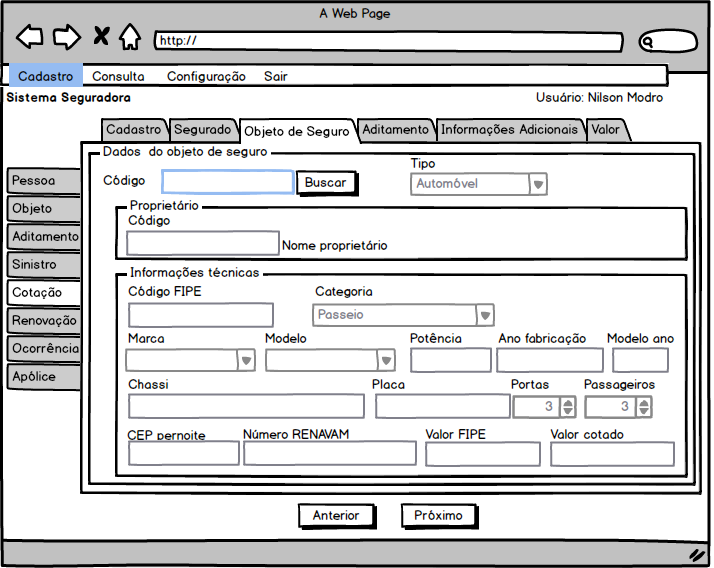 A Web Page
http://
Cadastro Consulta Configuração Sair
Sistema Seguradora Usuário: Nilson Modro
Cadastro Segurado Objeto de Seguro Aditamento Informações Adicionais Valor
Pessoa
Objeto
Aditamento
Sinistro
Cotação
Renovação
Ocorrência
Apólice
Dados do objeto de seguro
Código Buscar
Tipo
Automóvel
Proprietário
Código
Nome proprietário
Informações técnicas
Código FIPE Categoria
Passeio
Marca Modelo Potência Ano fabricação Modelo ano
Chassi Placa Portas Passageiros
3 3
CEP pernoite Número RENAVAM Valor FIPE Valor cotado
Anterior Próximo